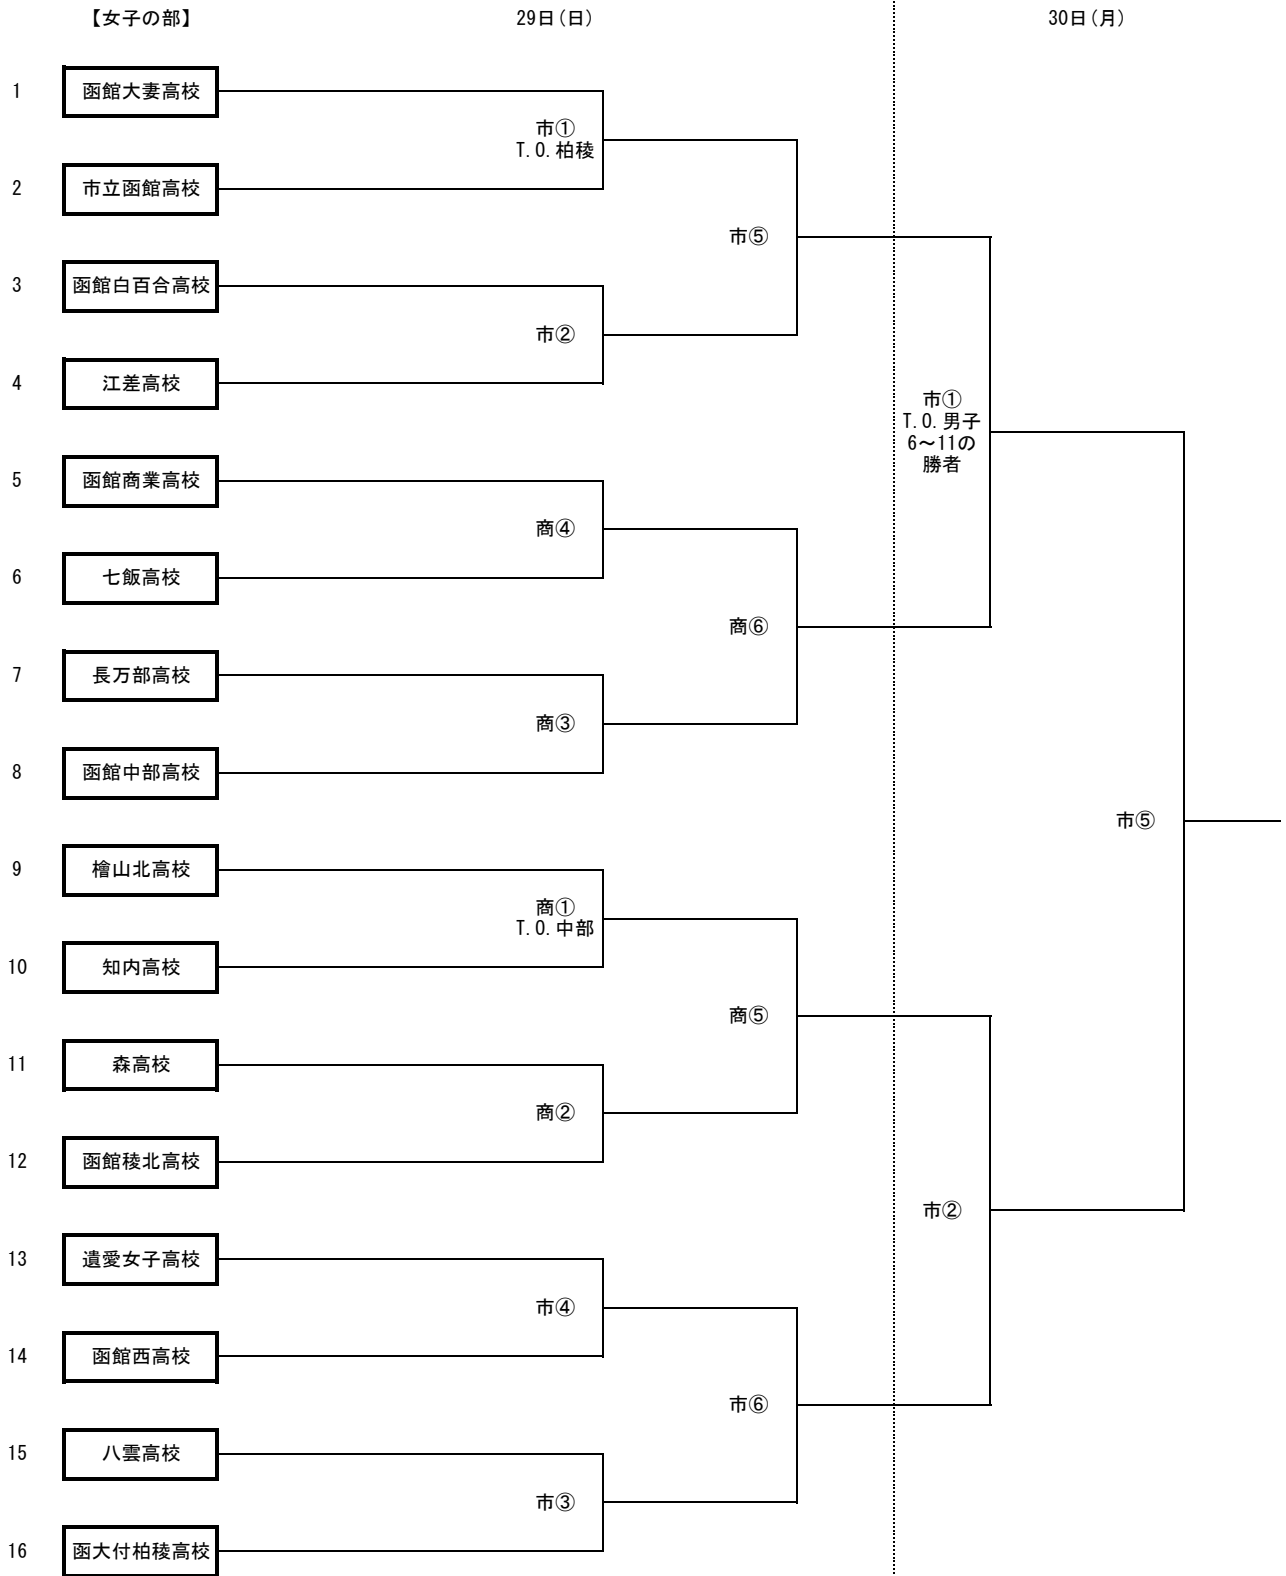 【女子の部】 29日(日) 30日(月)
1 函館大妻高校
市①
T.O.柏稜
2 市立函館高校
市⑤
3 函館白百合高校
市②
4 江差高校
市①
T.O.男子
6～11の
勝者
5 函館商業高校
商④
6 七飯高校
商⑥
7 長万部高校
商③
8 函館中部高校
市⑤
9 檜山北高校
商①
T.O.中部
10 知内高校
商⑤
11 森高校
商②
12 函館稜北高校
市②
13 遺愛女子高校
市④
14 函館西高校
市⑥
15 八雲高校
市③
16 函大付柏稜高校